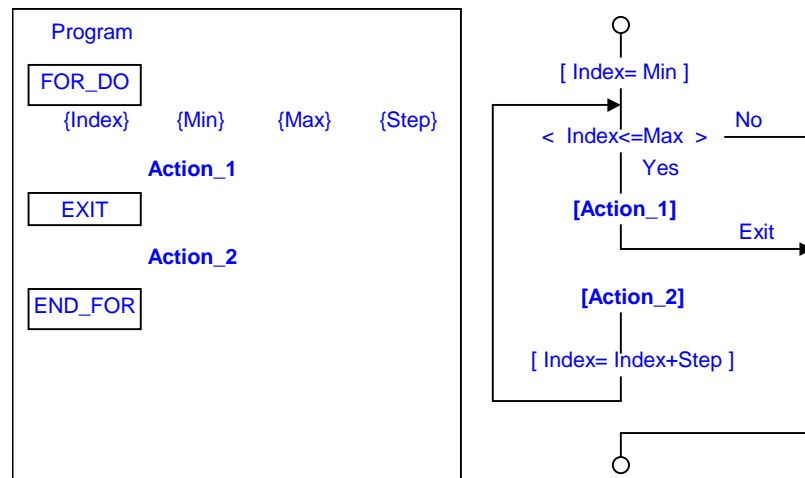 Program
FOR_DO
{Index} {Min} {Max} {Step}
Action_1
EXIT
Action_2
END_FOR
[ Index= Min ]
< Index<=Max > No
Yes
[Action_1]
Exit
[Action_2]
[ Index= Index+Step ]